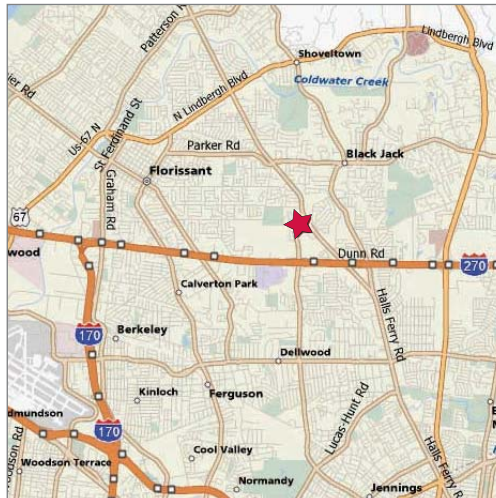 Patterson R
Lindbergh Blvd
Shoveltown
Coldwater Creek
N Lindbergh Blvd
ier Rd
Us-67 N
St Ferdinand St
Parker Rd
Black Jack
Florissant
Graham Rd
67
wood
Dunn Rd
270
Calverton Park
170
Berkeley
Halls Ferry Rd
Dellwood
Kinloch
Ferguson
Lucas-Hunt Rd
dmundson
170
Cool Valley
Halls Ferry R
Woodson Terrace
oodson Rd
Normandy
Jennings